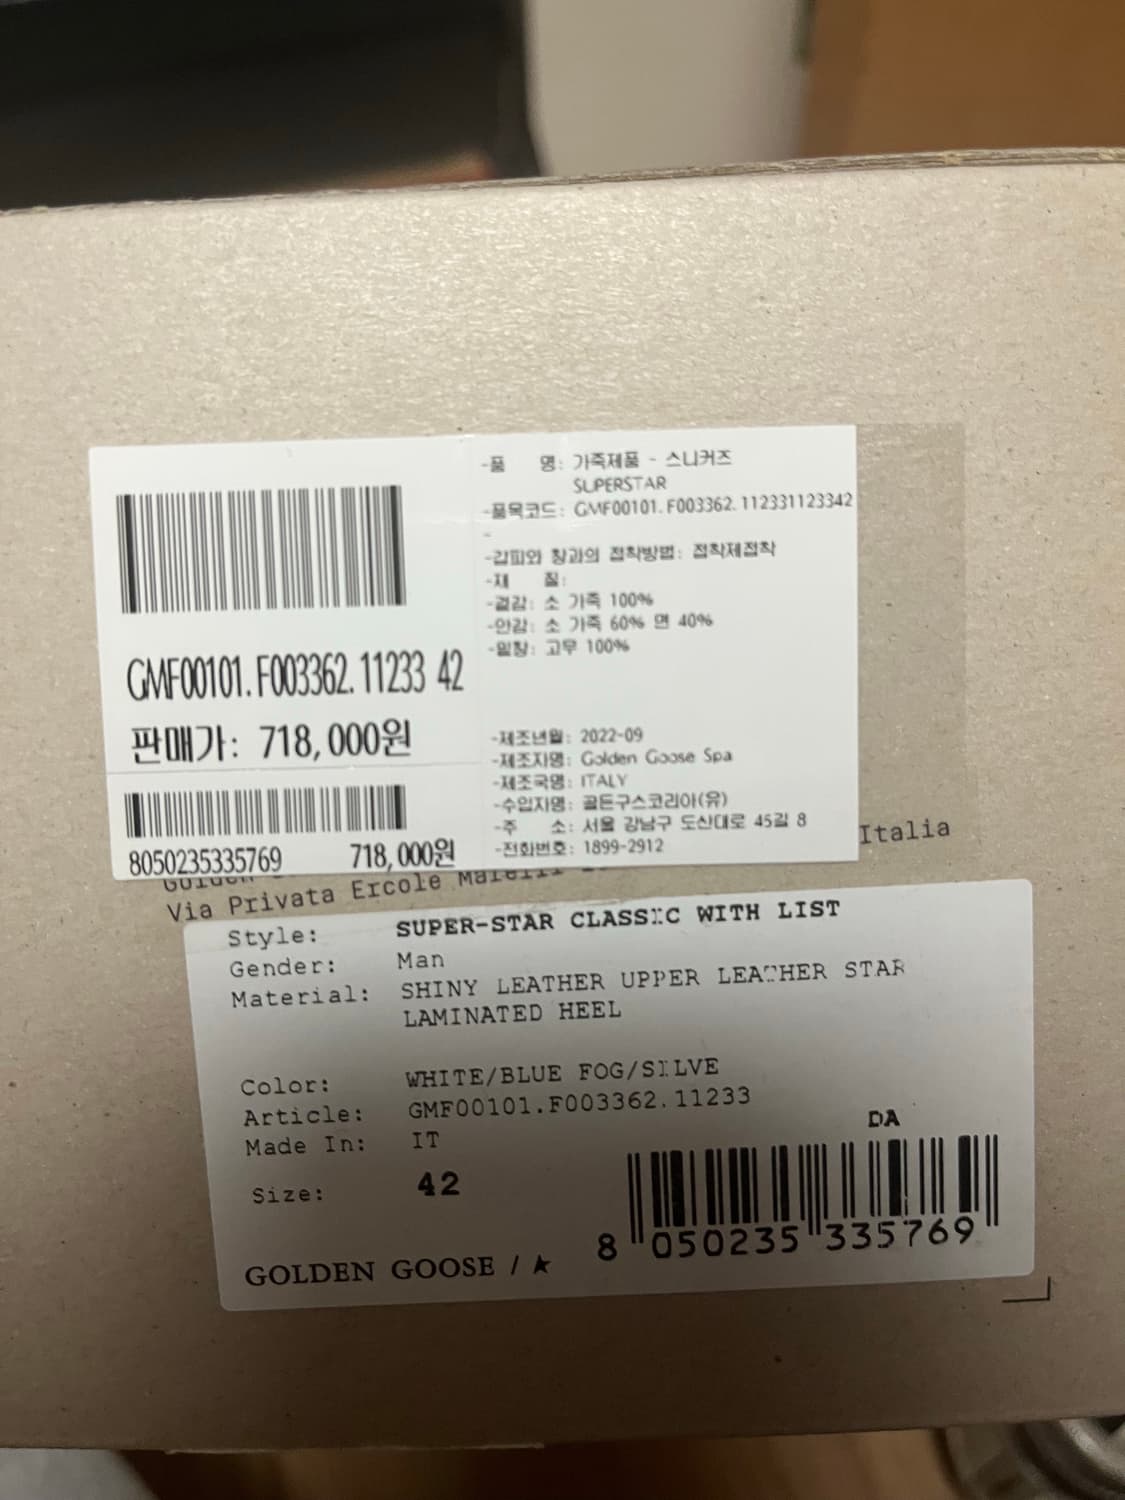 GMF00101.F003362.11233 42
판매가: 718,000원
8050235335769 718,000원
-품 명: 가죽제품 - 스니커즈
SUPERSTAR
-품목코드: GMF00101.F003362.112331123342
-
-갑피와 창과의 접착방법: 접착제접착
-재 질:
-겉감: 소 가죽 100%
-안감: 소 가죽 60% 면 40%
-밑창: 고무 100%
-제조년월: 2022-09
-제조자명: Golden Goose Spa
-제조국명: ITALY
-수입자명: 골든구스코리아(유)
-주 소: 서울 강남구 도산대로 45길 8
-전화번호: 1899-2912
Via Privata Ercole Italia
Style: SUPER-STAR CLASSIC WITH LIST
Gender: Man
Material: SHINY LEATHER UPPER LEATHER STAR
LAMINATED HEEL
Color: WHITE/BLUE FOG/SILVE
Article: GMF00101.F003362.11233
Made In: IT
DA
Size: 42
8 050235 335769
GOLDEN GOOSE / ★